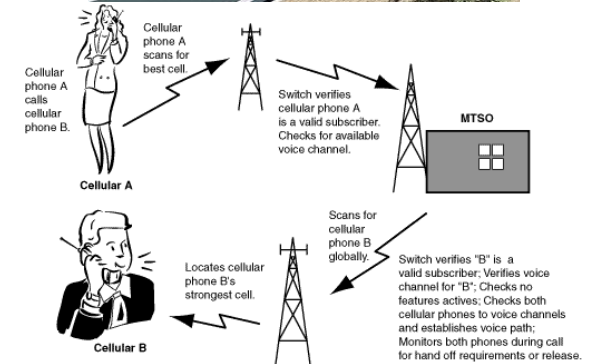 Cellular
phone A
scans for
best cell.
Cellular
phone A
calls
cellular
phone B.
Switch verifies
cellular phone A
is a valid subscriber.
Checks for available
voice channel.
MTSO
Cellular A
Scans for
cellular
phone B
globally.
Locates cellular
phone B's
strongest cell.
Switch verifies "B" is a
valid subscriber; Verifies voice
channel for "B"; Checks no
features actives; Checks both
cellular phones to voice channels
and establishes voice path;
Monitors both phones during call
for hand off requirements or release.
Cellular B